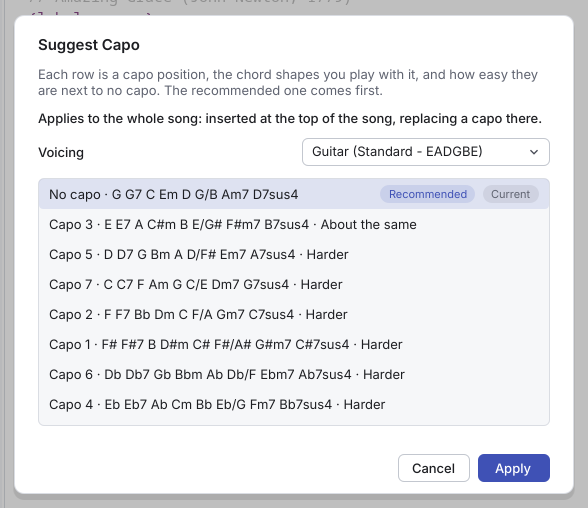 Suggest Capo
Each row is a capo position, the chord shapes you play with it, and how easy they
are next to no capo. The recommended one comes first.
Applies to the whole song: inserted at the top of the song, replacing a capo there.
Voicing
Guitar (Standard - EADGBE)
No capo · G G7 C Em D G/B Am7 D7sus4
Recommended
Current
Capo 3 · E E7 A C#m B E/G# F#m7 B7sus4 · About the same
Capo 5 · D D7 G Bm A D/F# Em7 A7sus4 · Harder
Capo 7 · C C7 F Am G C/E Dm7 G7sus4 · Harder
Capo 2 · F F7 Bb Dm C F/A Gm7 C7sus4 · Harder
Capo 1 · F# F#7 B D#m C# F#/A# G#m7 C#7sus4 · Harder
Capo 6 · Db Db7 Gb Bbm Ab Db/F Ebm7 Ab7sus4 · Harder
Capo 4 · Eb Eb7 Ab Cm Bb Eb/G Fm7 Bb7sus4 · Harder
Cancel
Apply